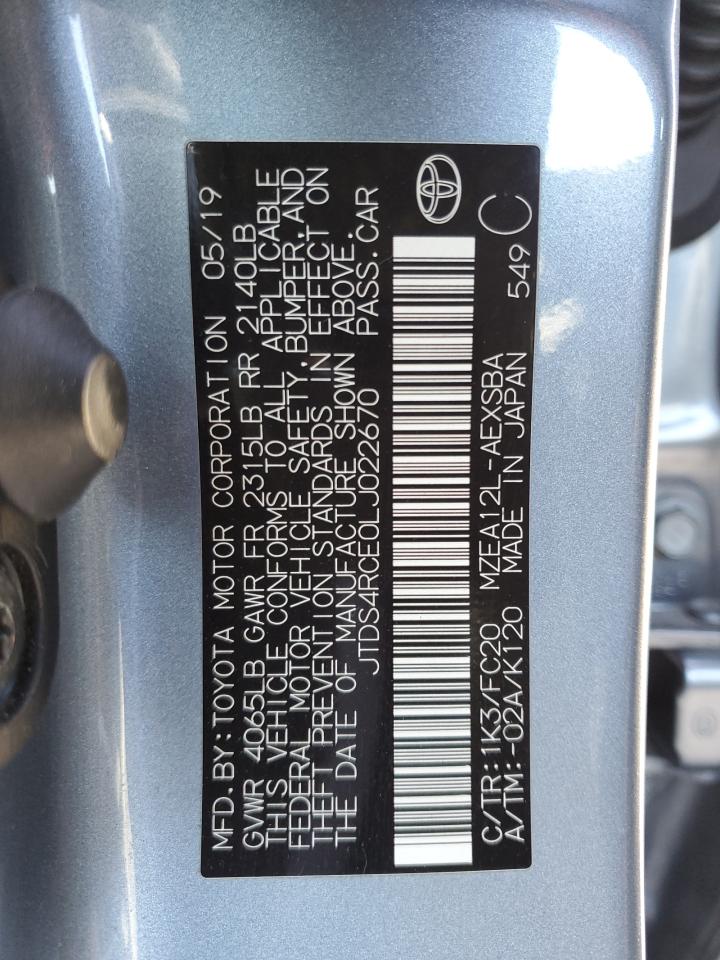 MFD. BY: TOYOTA MOTOR CORPORATION 05/19
GVWR 4065LB GAWR FR 2315LB RR 2140LB
THIS VEHICLE CONFORMS TO ALL APPLICABLE
FEDERAL MOTOR VEHICLE SAFETY, BUMPER, AND
THEFT PREVENTION STANDARDS IN EFFECT ON
THE DATE OF MANUFACTURE SHOWN ABOVE.
JTDS4RCE0LJ022670 PASS. CAR
C/TR: 1K3/FC20 MZEA12L-AEXSBA
A/TM: -02A/K120 MADE IN JAPAN 549 C